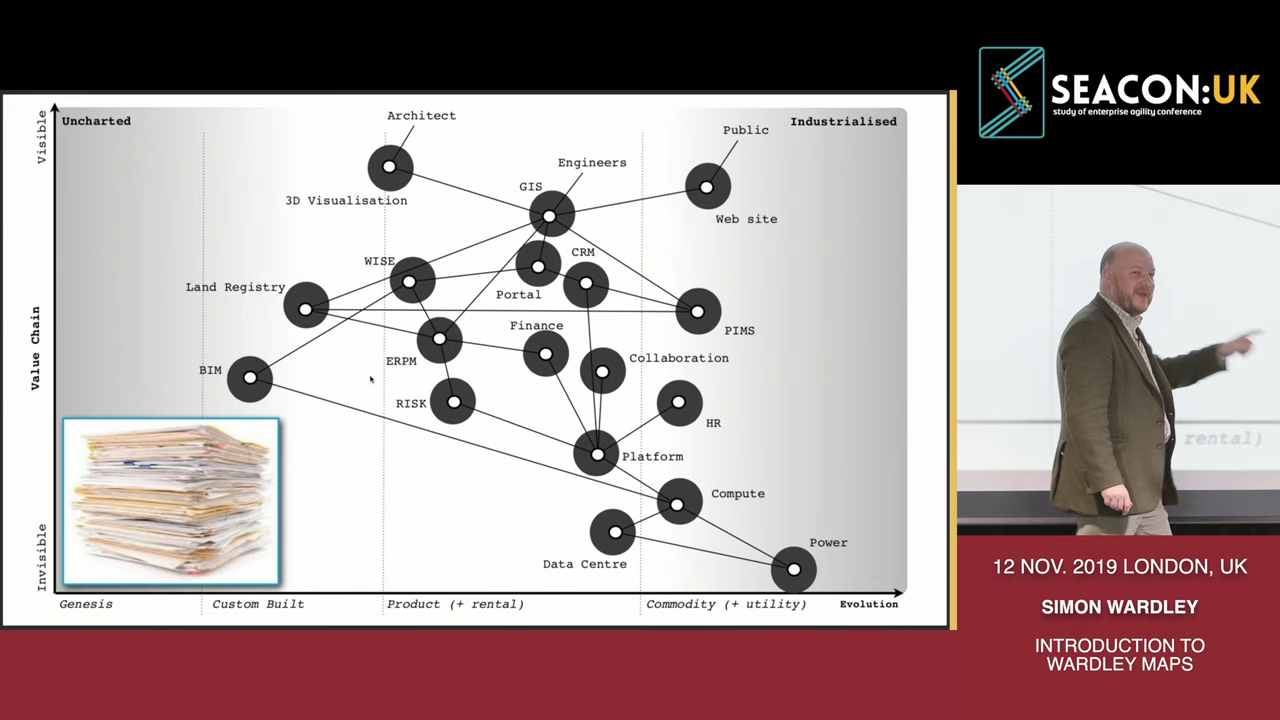 Visible
Uncharted
Industrialised
Architect
Public
Engineers
GIS
3D Visualisation
Web site
WISE
CRM
Land Registry
Portal
PIMS
Finance
ERPM
Collaboration
BIM
RISK
HR
Platform
Compute
Power
Data Centre
Value Chain
Invisible
Genesis
Custom Built
Product (+ rental)
Commodity (+ utility)
Evolution
SEACON:UK
study of enterprise agility conference
rental)
12 NOV. 2019 LONDON, UK
SIMON WARDLEY
INTRODUCTION TO
WARDLEY MAPS